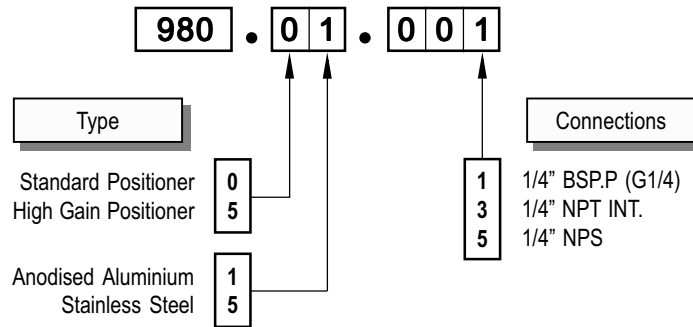 980 . 0 1 . 0 0 1
Type
Standard Positioner 0
High Gain Positioner 5
Anodised Aluminium 1
Stainless Steel 5
Connections
1 1/4” BSP.P (G1/4)
3 1/4” NPT INT.
5 1/4” NPS